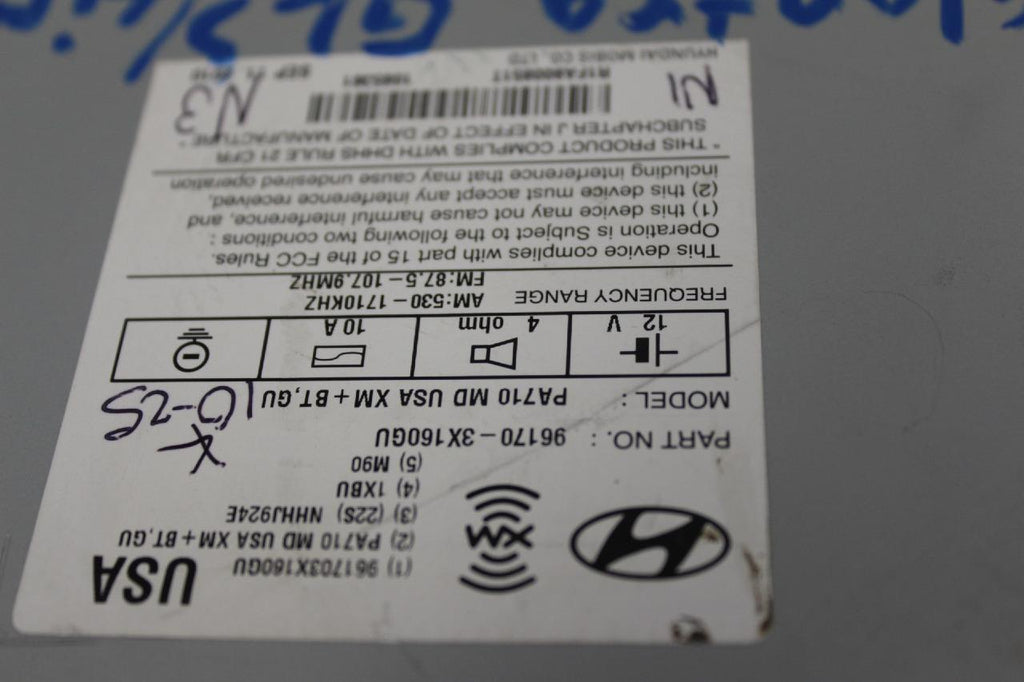 USA
(1) 961703X160GU
(2) PA710 MD USA XM+BT,GU
(3) (22S) NHHJ924E
(4) 1XBU
(5) M90
XM
PART NO. : 96170-3X160GU
MODEL : PA710 MD USA XM+BT,GU
X
10-25
12 V
4 ohm
10 A
FREQUENCY RANGE AM:530-1710KHZ
FM:87.5-107.9MHZ
This device complies with part 15 of the FCC Rules.
Operation is Subject to the following two conditions :
(1) this device may not cause harmful interference, and
(2) this device must accept any interference received,
including interference that may cause undesired operation
* THIS PRODUCT COMPLIES WITH DHHS RULE 21 CFR
SUBCHAPTER J IN EFFECT OF DATE OF MANUFACTURE *
N1
N3
HYUNDAI MOBIS CO., LTD
Elantra GLS